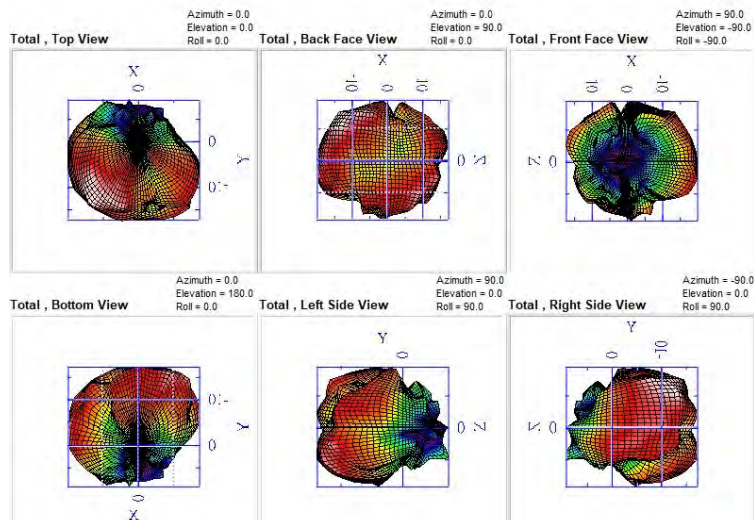 Azimuth = 0.0
Elevation = 0.0
Roll = 0.0
Total , Top View
X
0
0
Y
Azimuth = 0.0
Elevation = 90.0
Roll = 0.0
Total , Back Face View
X
-10
0
10
0
Z
Azimuth = 90.0
Elevation = -90.0
Roll = -90.0
Total , Front Face View
X
10
0
-10
Z
0
Azimuth = 0.0
Elevation = 180.0
Roll = 0.0
Total , Bottom View
0
Y
0
X
Azimuth = 90.0
Elevation = 0.0
Roll = 90.0
Total , Left Side View
Y
0
0
Z
Azimuth = -90.0
Elevation = 0.0
Roll = 90.0
Total , Right Side View
Y
0
-10
Z
0